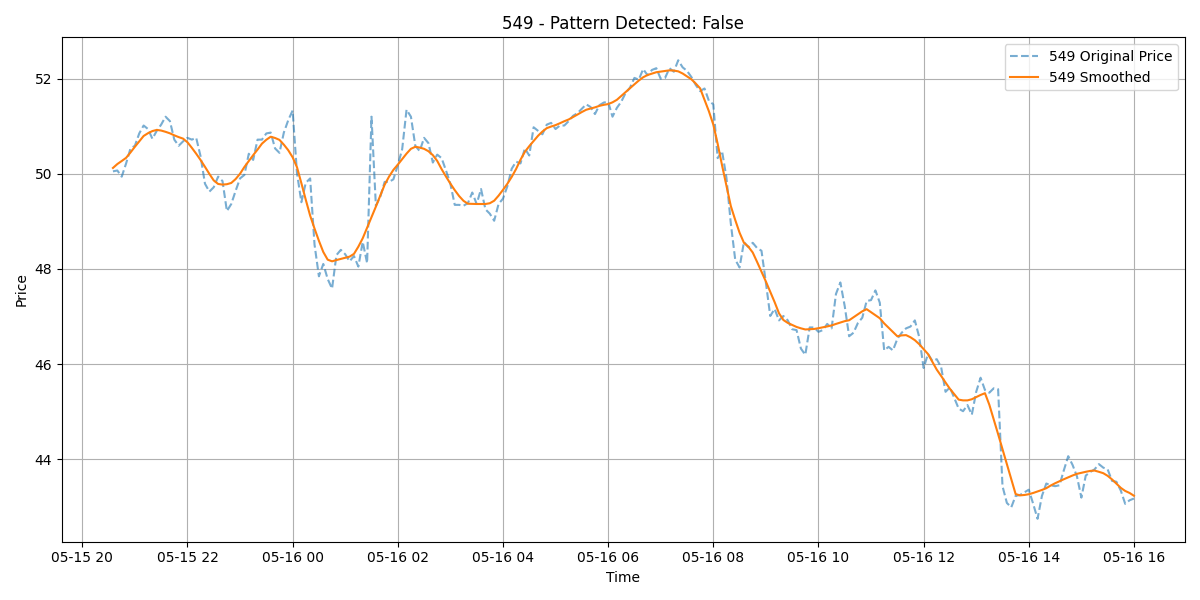 549 - Pattern Detected: False
549 Original Price
549 Smoothed
Price
52
50
48
46
44
05-15 20 05-15 22 05-16 00 05-16 02 05-16 04 05-16 06 05-16 08 05-16 10 05-16 12 05-16 14 05-16 16
Time